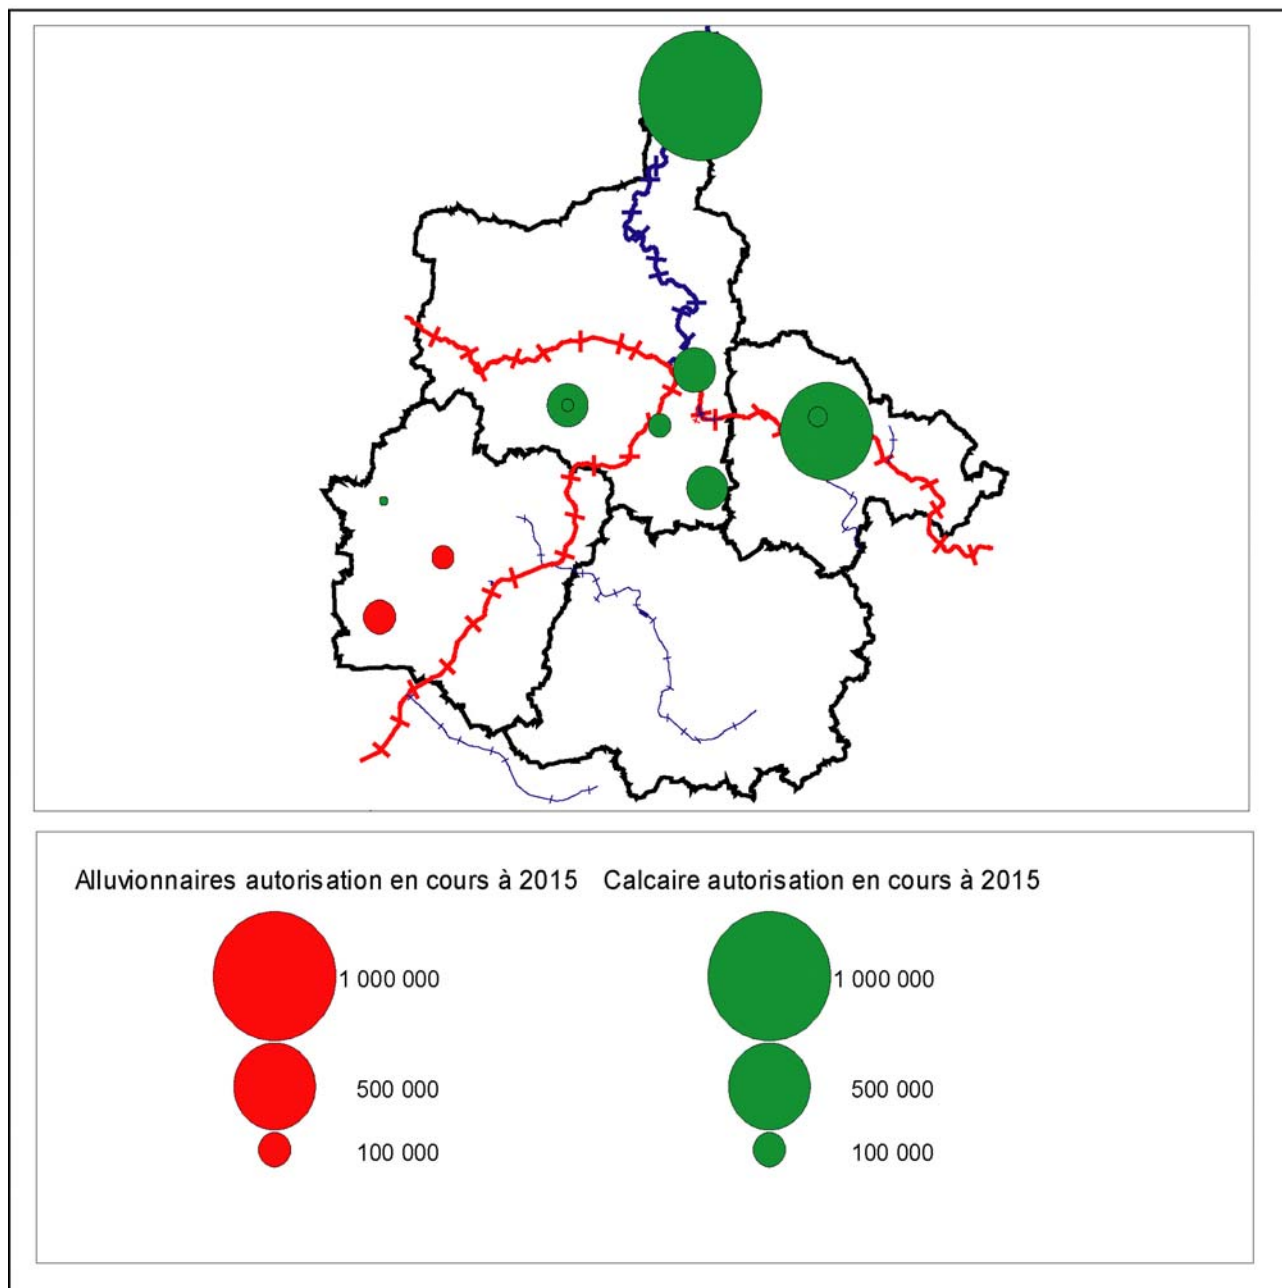 Alluvionnaires autorisation en cours à 2015 Calcaire autorisation en cours à 2015
1 000 000 1 000 000
500 000 500 000
100 000 100 000